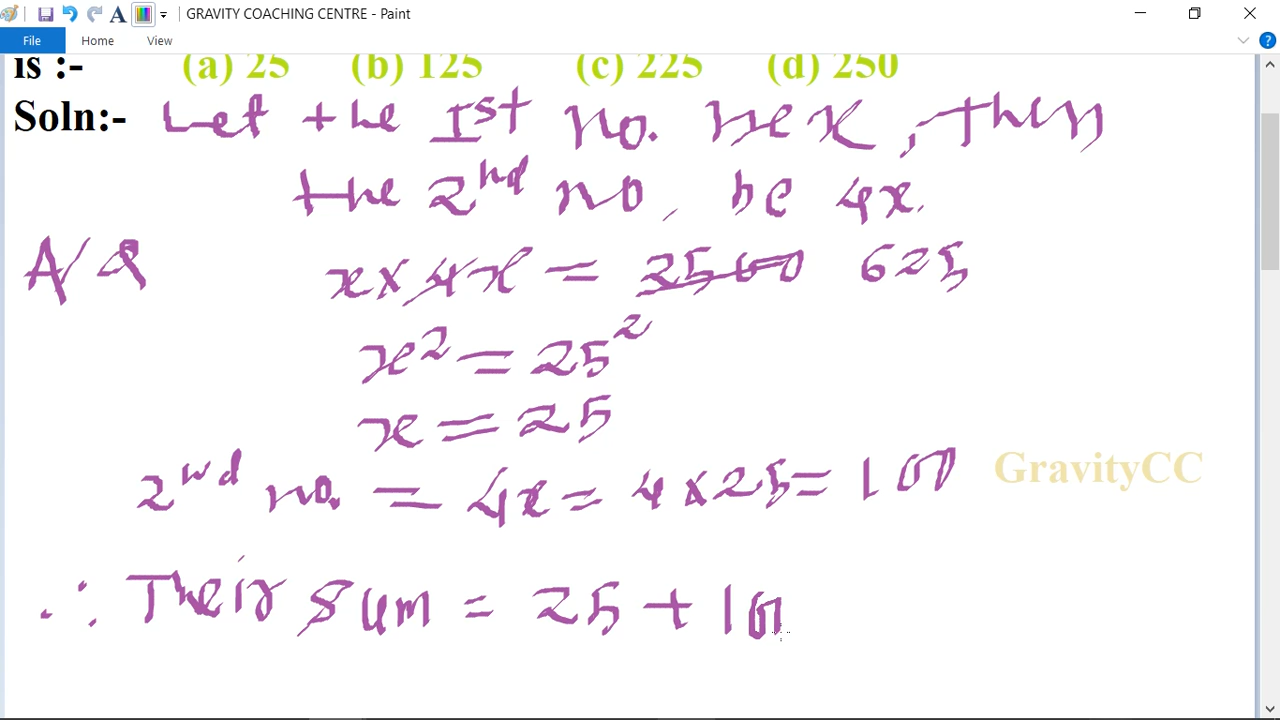 GRAVITY COACHING CENTRE - Paint
File Home View
is :- (a) 25 (b) 125 (c) 225 (d) 250
Soln:- Let the Ist no. be x, then
the 2nd no. be 4x.
A/Q x × 4x = 2500 625
x² = 25²
x = 25
2nd no. = 4x = 4 × 25 = 100
GravityCC
∴ Their sum = 25 + 10